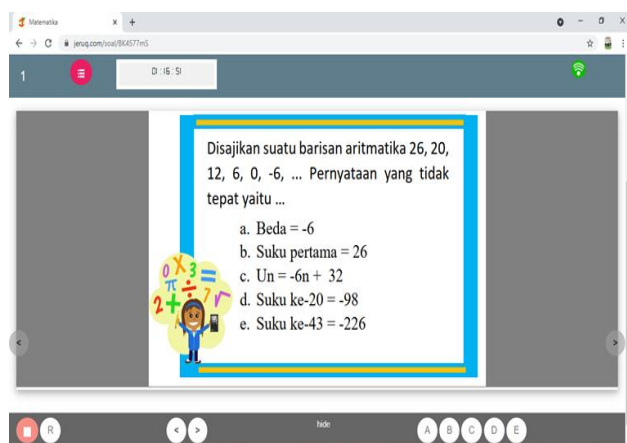 Matematika
jeruq.com/soal/8K4577mS
1
01 : 16 : 51
Disajikan suatu barisan aritmatika 26, 20,
12, 6, 0, -6, ... Pernyataan yang tidak
tepat yaitu ...
a. Beda = -6
b. Suku pertama = 26
c. Un = -6n + 32
d. Suku ke-20 = -98
e. Suku ke-43 = -226
R
hide
A B C D E